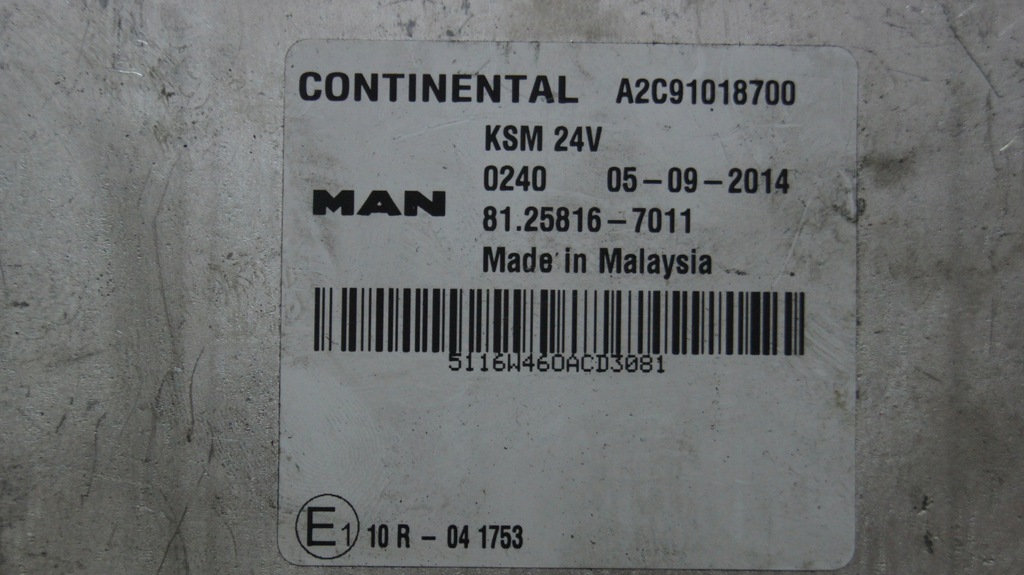 CONTINENTAL A2C91018700
KSM 24V
0240 05-09-2014
MAN
81.25816-7011
Made in Malaysia
5116W460ACD3081
E1 10 R - 04 1753